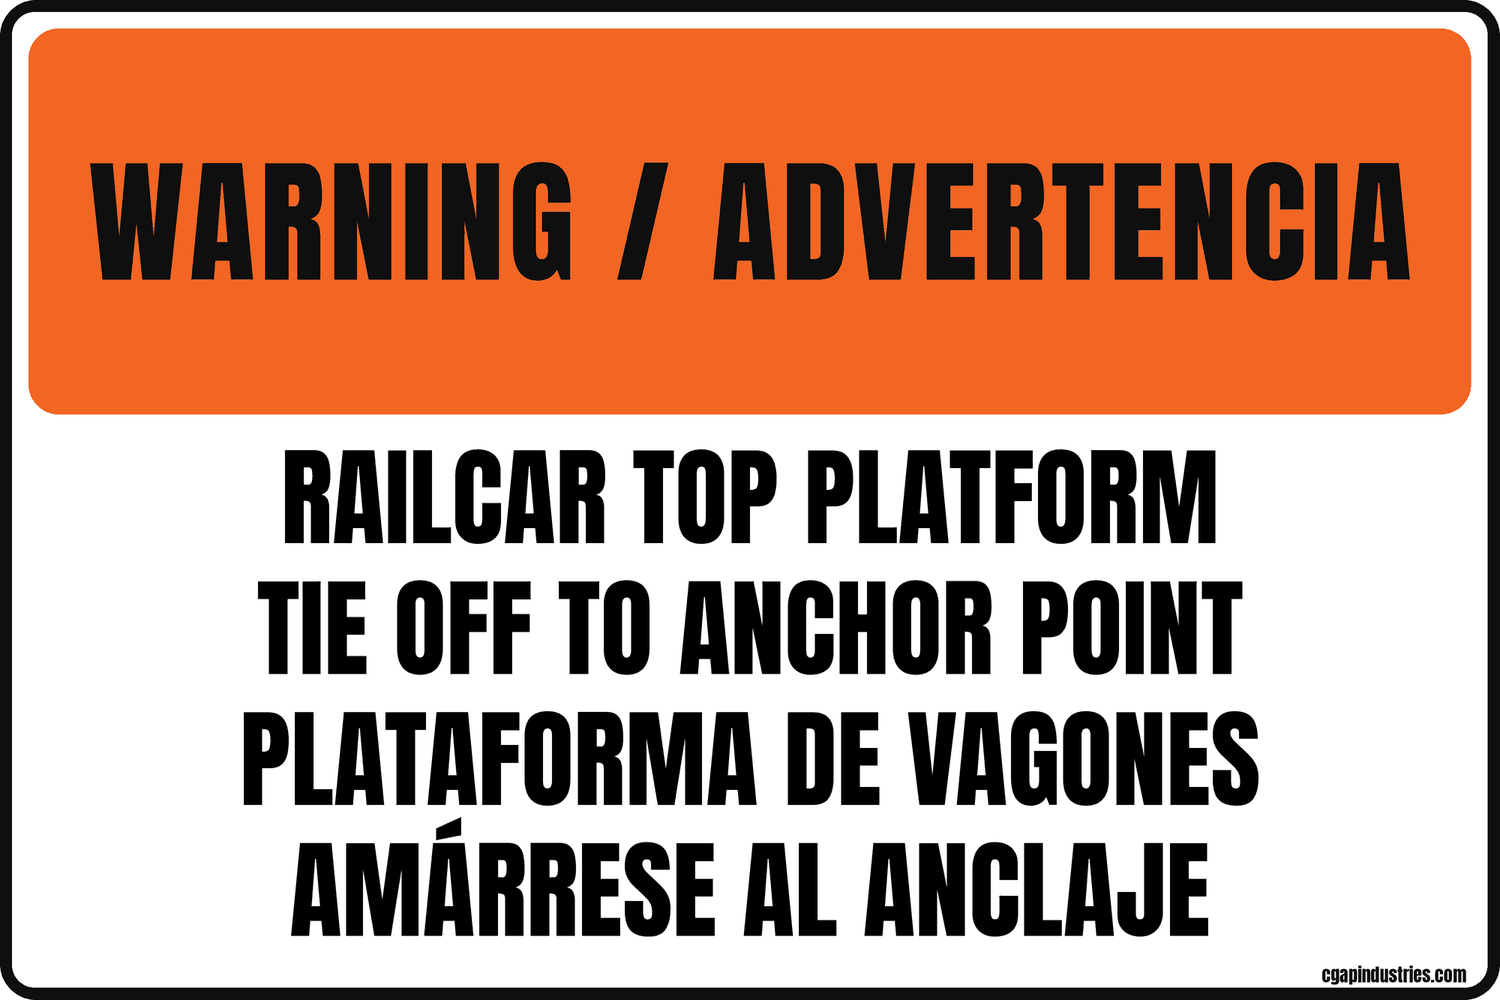 WARNING / ADVERTENCIA
RAILCAR TOP PLATFORM
TIE OFF TO ANCHOR POINT
PLATAFORMA DE VAGONES
AMÁRRESE AL ANCLAJE
cgapindustries.com